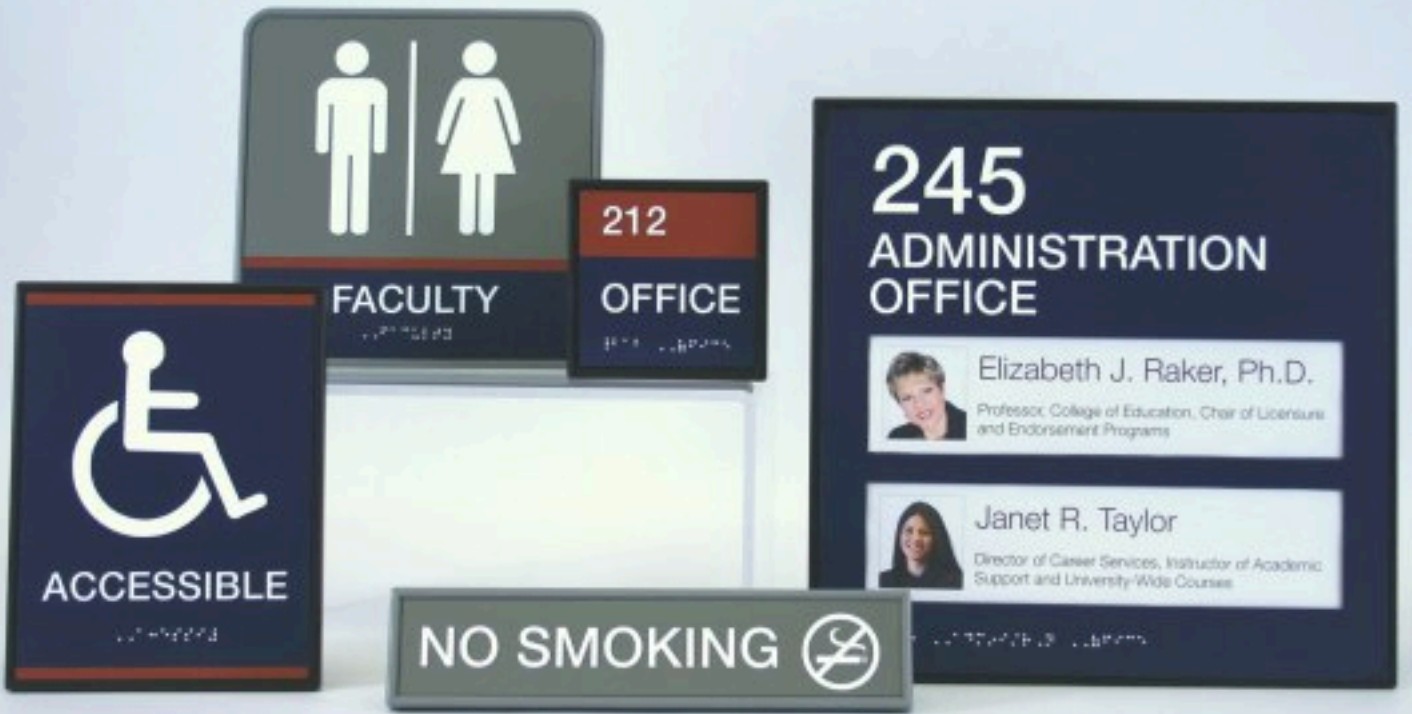 FACULTY
212
OFFICE
245
ADMINISTRATION
OFFICE
Elizabeth J. Raker, Ph.D.
Professor, College of Education, Chair of Licensure
and Endorsement Programs
Janet R. Taylor
Director of Career Services, Instructor of Academic
Support and University-Wide Courses
ACCESSIBLE
NO SMOKING